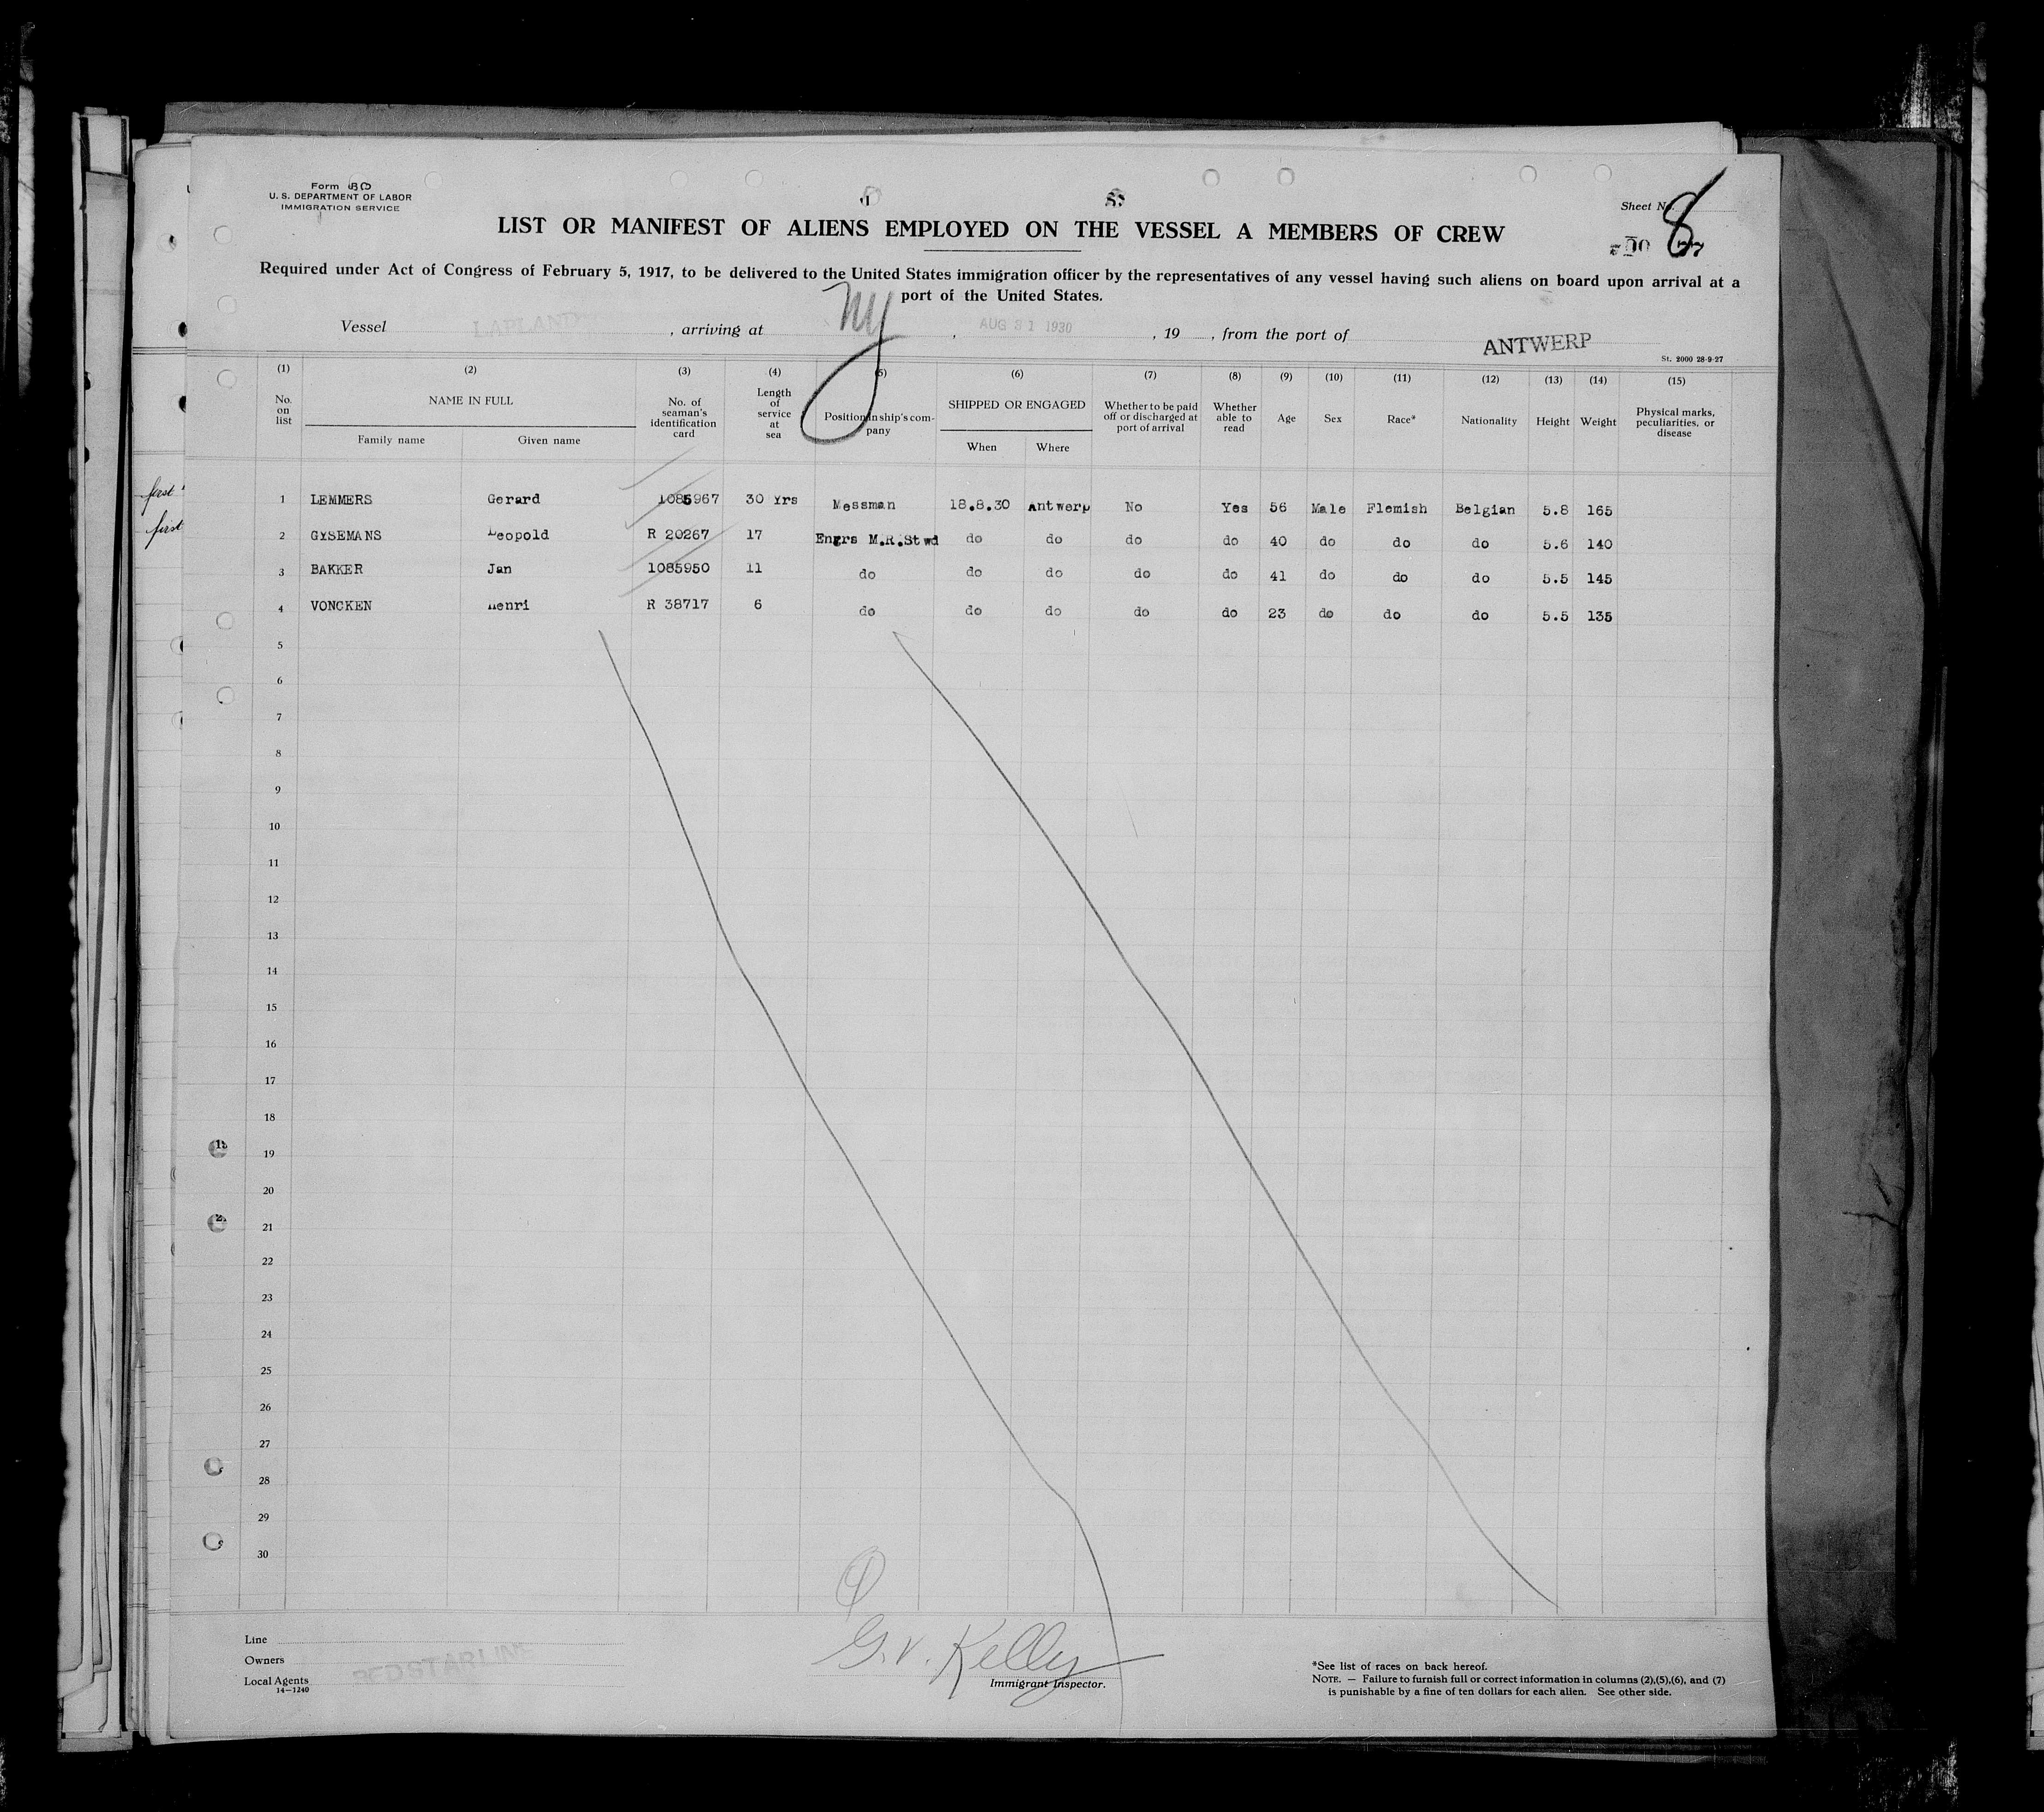 Form
U. S. DEPARTMENT OF LABOR
IMMIGRATION SERVICE
Sheet No. 8
LIST OR MANIFEST OF ALIENS EMPLOYED ON THE VESSEL A MEMBERS OF CREW
Required under Act of Congress of February 5, 1917, to be delivered to the United States immigration officer by the representatives of any vessel having such aliens on board upon arrival at a
port of the United States.
Vessel LAPLAND, arriving at NY, AUG 31 1930, 19, from the port of ANTWERP
St. 2000 28-9-27
(1) (2) (3) (4) (5) (6) (7) (8) (9) (10) (11) (12) (13) (14) (15)
No. on list NAME IN FULL Family name Given name No. of seaman's identification card Length of service at sea Position in ship's company SHIPPED OR ENGAGED When Where Whether to be paid off or discharged at port of arrival Whether able to read Age Sex Race* Nationality Height Weight Physical marks, peculiarities, or disease
first
1 LEMMERS Gerard 1085967 30 Yrs Messman 18.8.30 Antwerp No Yes 56 Male Flemish Belgian 5.8 165
first
2 GYSEMANS Leopold R 20267 17 Engrs M.R.Stwd do do do do 40 do do do 5.6 140
3 BAKKER Jan 1085950 11 do do do do do 41 do do do 5.5 145
4 VONCKEN Henri R 38717 6 do do do do do 23 do do do 5.5 135
5
6
7
8
9
10
11
12
13
14
15
16
17
18
19
20
21
22
23
24
25
26
27
28
29
30
Line
Owners RED STAR LINE
Local Agents
14—1240
G. V. Kelly
Immigrant Inspector.
*See list of races on back hereof.
NOTE. — Failure to furnish full or correct information in columns (2),(5),(6), and (7)
is punishable by a fine of ten dollars for each alien. See other side.